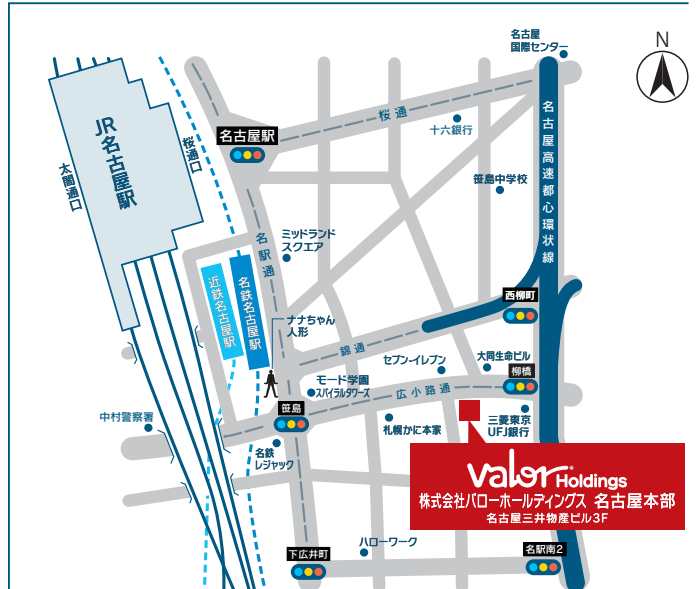 名古屋
国際センター
N
桜通
十六銀行
名古屋駅
JR名古屋駅
桜通口
太閤通口
名古屋高速都心環状線
笹島中学校
名駅通
ミッドランド
スクエア
近鉄名古屋駅
名鉄名古屋駅
西柳町
ナナちゃん
人形
錦通
セブン-イレブン
大同生命ビル
柳橋
モード学園
スパイラルタワーズ
広小路通
笹島
中村警察署
札幌かに本家
三菱東京
UFJ銀行
名鉄
レジャック
valor Holdings
株式会社バローホールディングス 名古屋本部
名古屋三井物産ビル3F
ハローワーク
下広井町
名駅南2